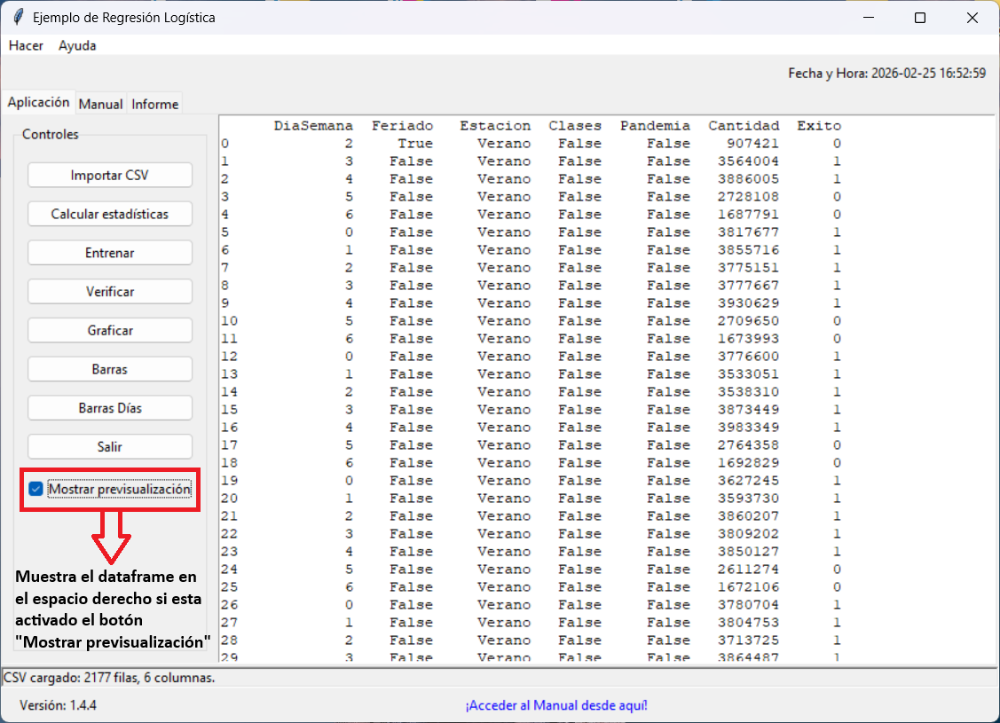 Ejemplo de Regresión Logística
Hacer Ayuda
Fecha y Hora: 2026-02-25 16:52:59
Aplicación Manual Informe
Controles
Importar CSV
Calcular estadísticas
Entrenar
Verificar
Graficar
Barras
Barras Días
Salir
Mostrar previsualización
Muestra el dataframe en
el espacio derecho si esta
activado el botón
"Mostrar previsualización"
DiaSemana Feriado Estacion Clases Pandemia Cantidad Exito
0 2 True Verano False False 907421 0
1 3 False Verano False False 3564004 1
2 4 False Verano False False 3886005 1
3 5 False Verano False False 2728108 0
4 6 False Verano False False 1687791 0
5 0 False Verano False False 3817677 1
6 1 False Verano False False 3855716 1
7 2 False Verano False False 3775151 1
8 3 False Verano False False 3777667 1
9 4 False Verano False False 3930629 1
10 5 False Verano False False 2709650 0
11 6 False Verano False False 1673993 0
12 0 False Verano False False 3776600 1
13 1 False Verano False False 3533051 1
14 2 False Verano False False 3538310 1
15 3 False Verano False False 3873449 1
16 4 False Verano False False 3983349 1
17 5 False Verano False False 2764358 0
18 6 False Verano False False 1692829 0
19 0 False Verano False False 3627245 1
20 1 False Verano False False 3593730 1
21 2 False Verano False False 3860207 1
22 3 False Verano False False 3809202 1
23 4 False Verano False False 3850127 1
24 5 False Verano False False 2611274 0
25 6 False Verano False False 1672106 0
26 0 False Verano False False 3780704 1
27 1 False Verano False False 3804753 1
28 2 False Verano False False 3713725 1
29 3 False Verano False False 3864487 1
CSV cargado: 2177 filas, 6 columnas.
Versión: 1.4.4
¡Acceder al Manual desde aquí!